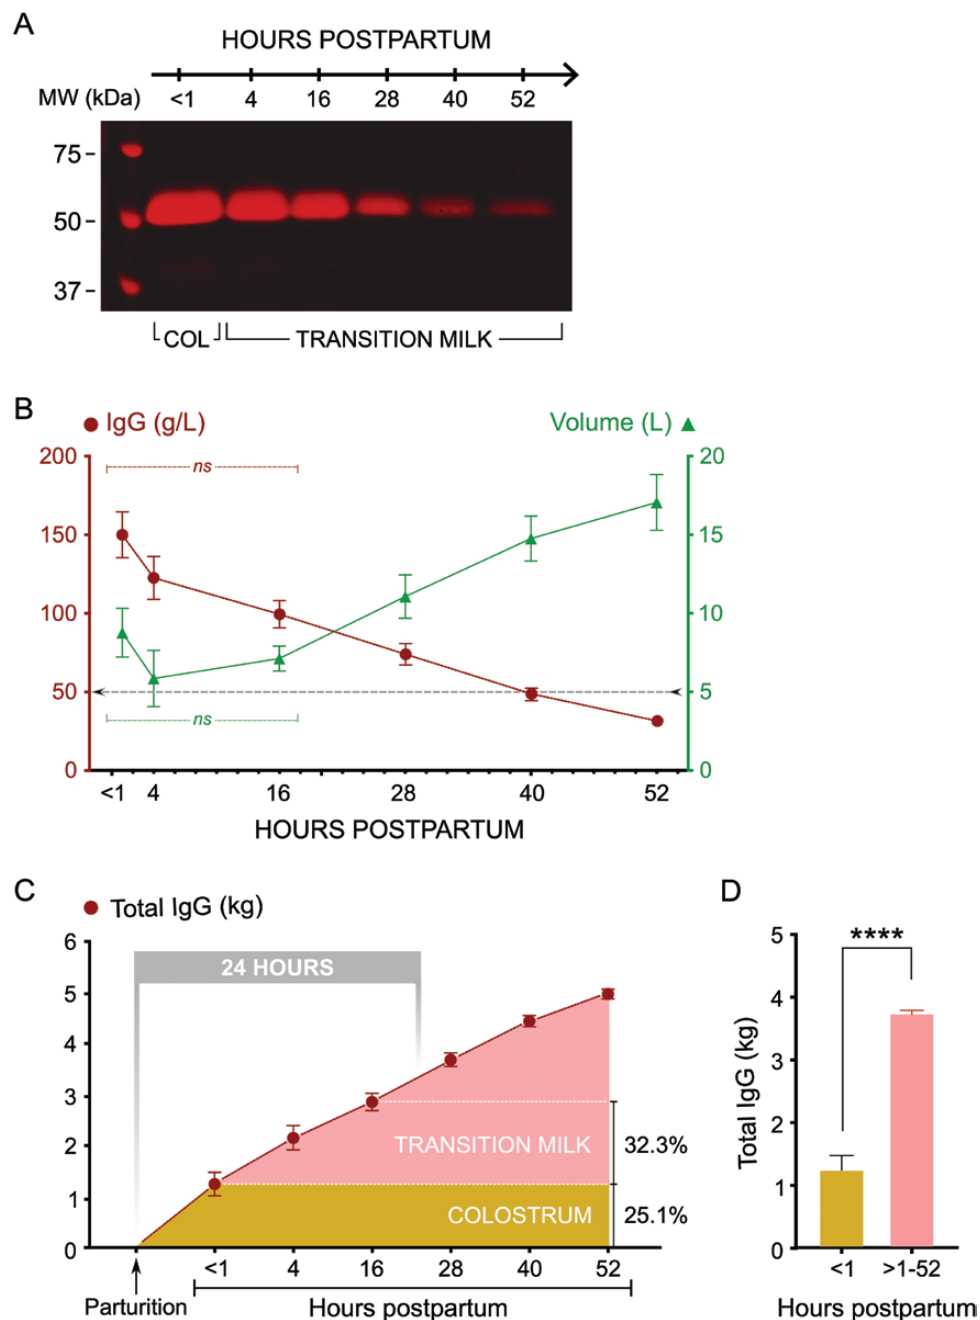 A
HOURS POSTPARTUM
MW (kDa) <1 4 16 28 40 52
75
50
37
COL TRANSITION MILK
B
IgG (g/L) Volume (L)
200 ns 20
150 15
100 10
50 5
ns
0 0
<1 4 16 28 40 52
HOURS POSTPARTUM
C
Total IgG (kg)
6
24 HOURS
5
4
3
TRANSITION MILK 32.3%
2
1
COLOSTRUM 25.1%
0
<1 4 16 28 40 52
Parturition Hours postpartum
D
5
****
4
3
2
1
0
Total IgG (kg)
<1 >1-52
Hours postpartum